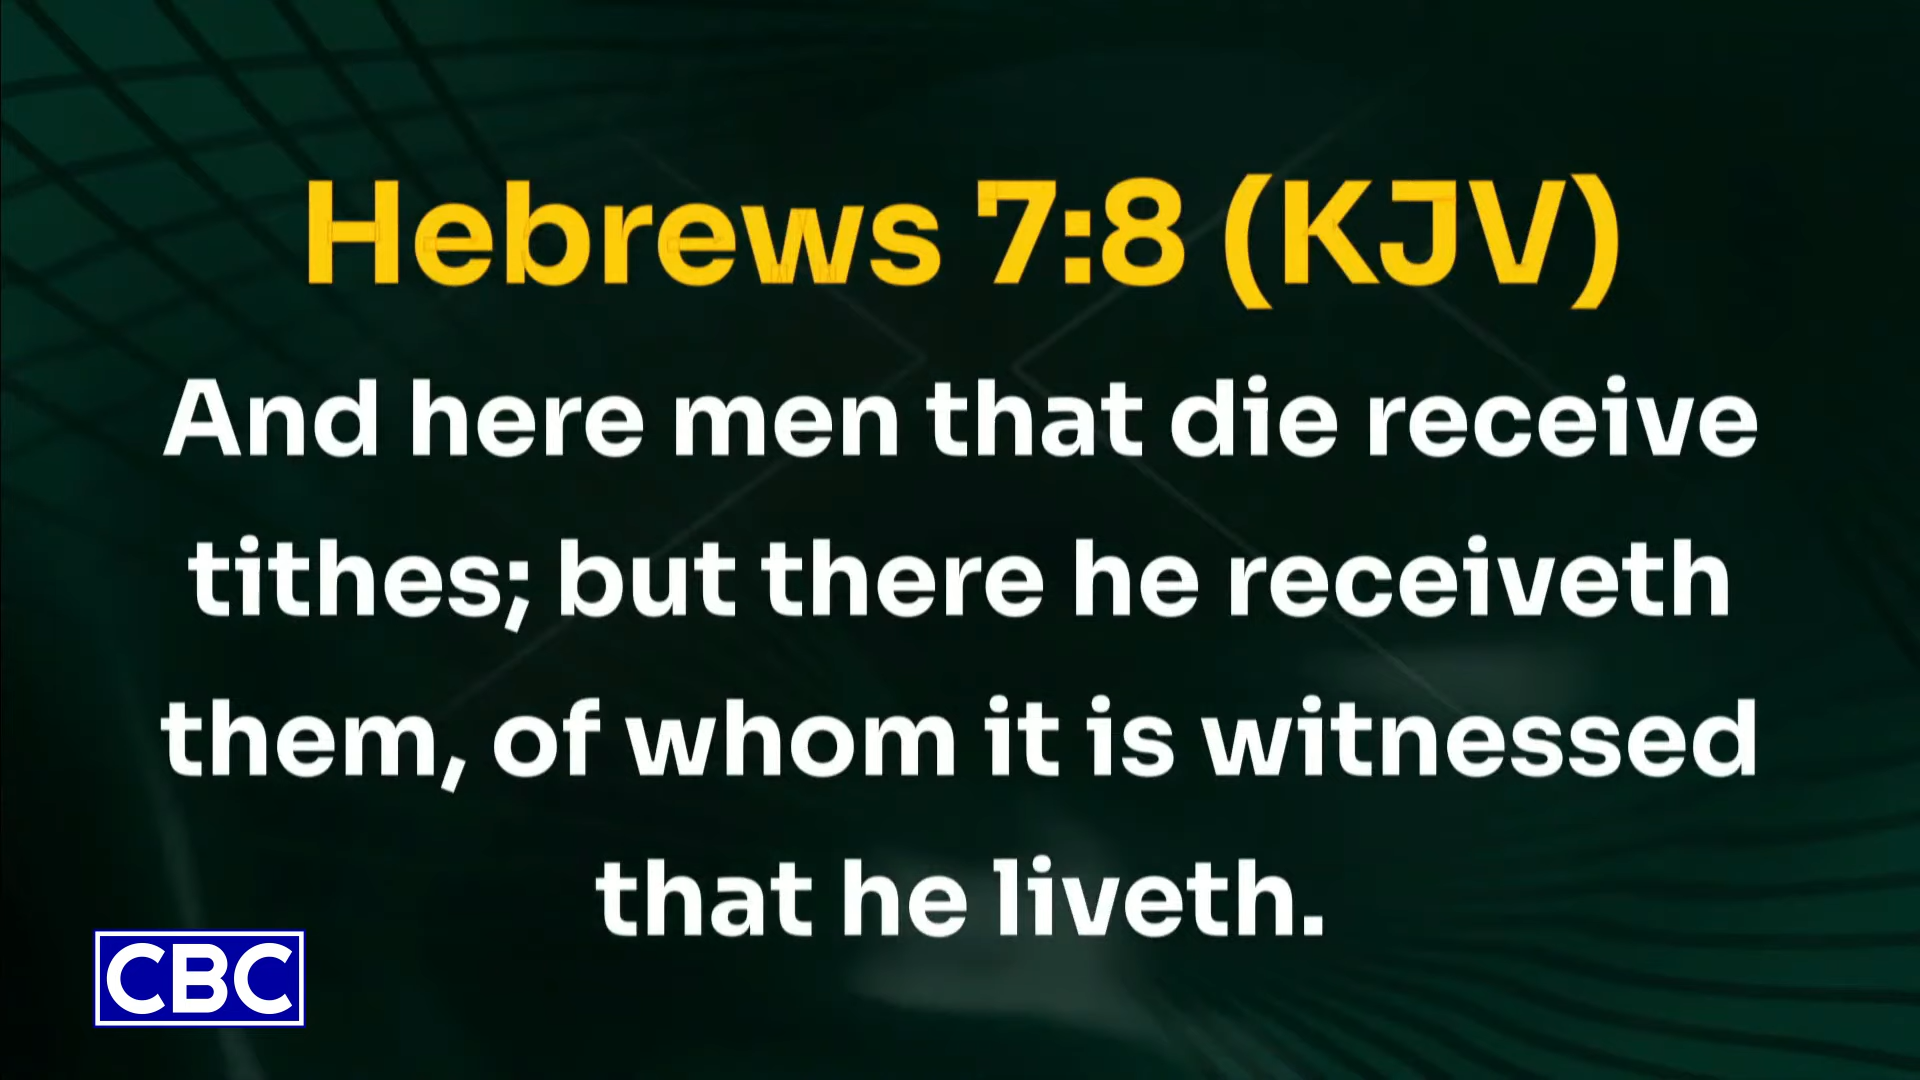 Hebrews 7:8 (KJV)
And here men that die receive
tithes; but there he receiveth
them, of whom it is witnessed
that he liveth.
CBC